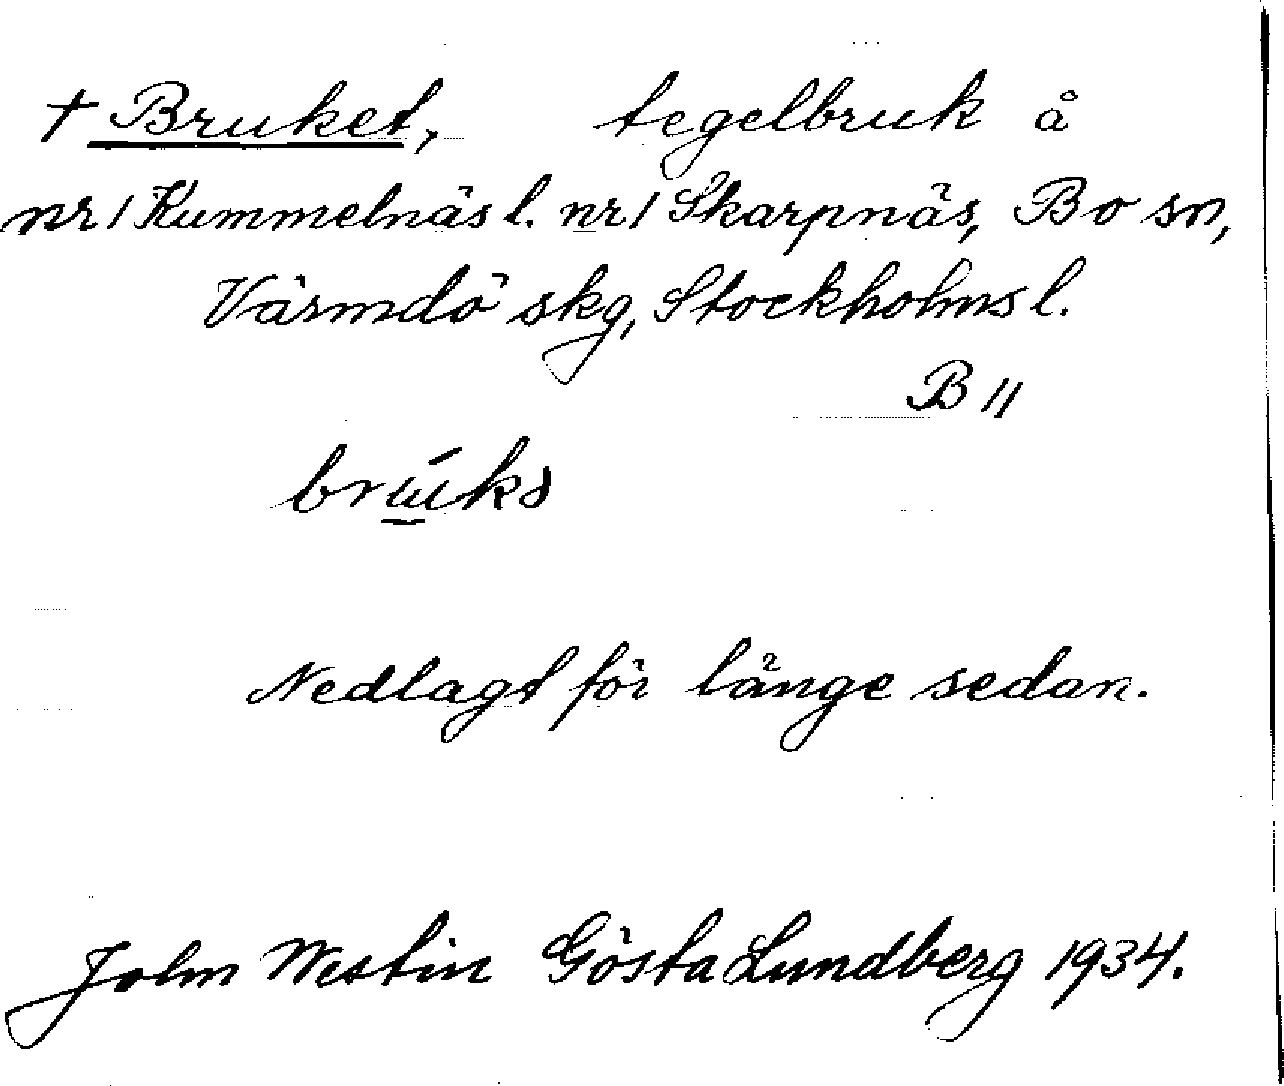 † Bruket, tegelbruk å
nr 1 Kummelnäs l. nr 1 Skarpnäs, Bo sn,
Värmdö skg, Stockholms l.
B 11
brúks
Nedlagt för länge sedan.
John Westin Gösta Lundberg 1934.